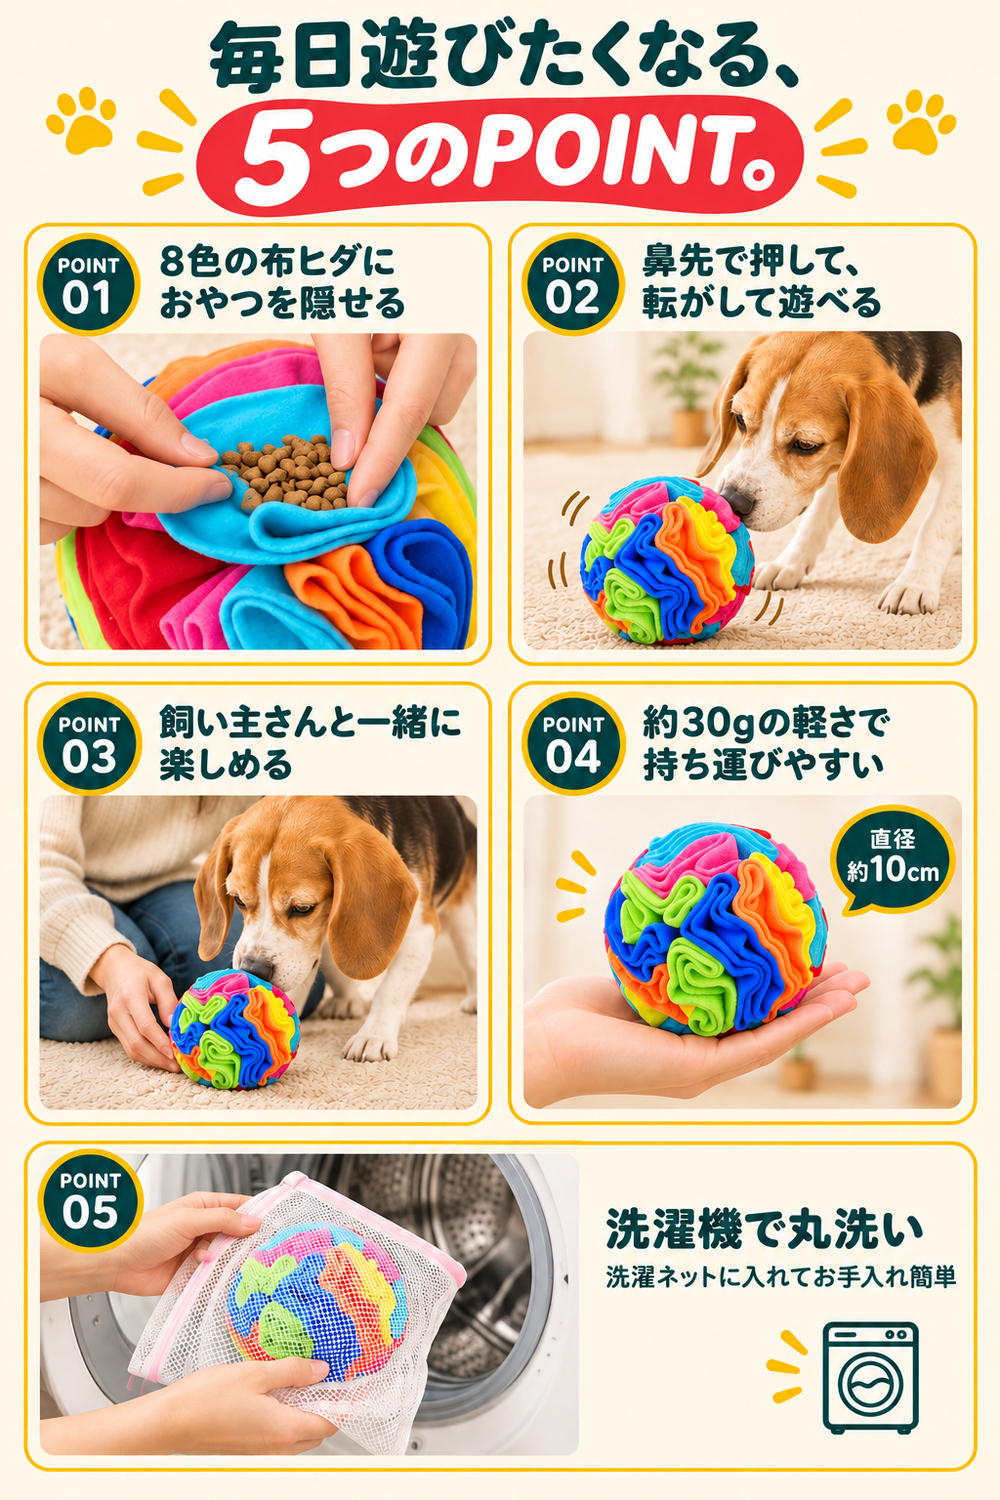 毎日遊びたくなる、
5つのPOINT。
POINT
01
8色の布ヒダに
おやつを隠せる
POINT
02
鼻先で押して、
転がして遊べる
POINT
03
飼い主さんと一緒に
楽しめる
POINT
04
約30gの軽さで
持ち運びやすい
直径
約10cm
POINT
05
洗濯機で丸洗い
洗濯ネットに入れてお手入れ簡単